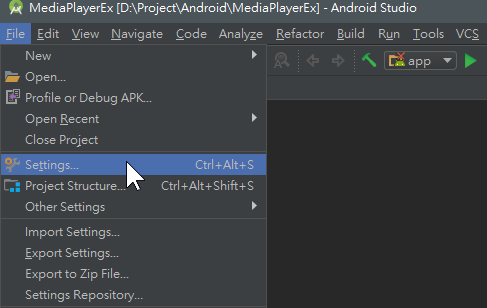 MediaPlayerEx [D:\Project\Android\MediaPlayerEx] - Android Studio
File Edit View Navigate Code Analyze Refactor Build Run Tools VCS
New
Open...
app
Profile or Debug APK...
Open Recent
Close Project
Settings... Ctrl+Alt+S
Project Structure... Ctrl+Alt+Shift+S
Other Settings
Import Settings...
Export Settings...
Export to Zip File...
Settings Repository...